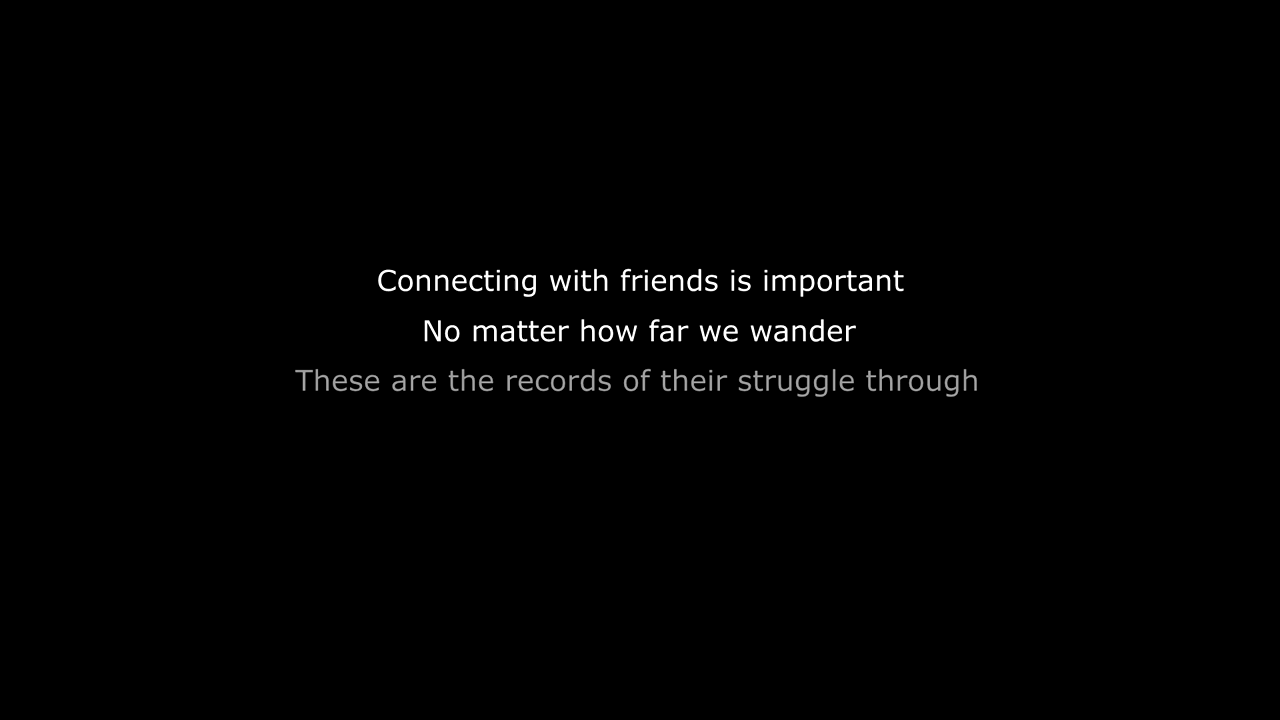 Connecting with friends is important
No matter how far we wander
These are the records of their struggle through